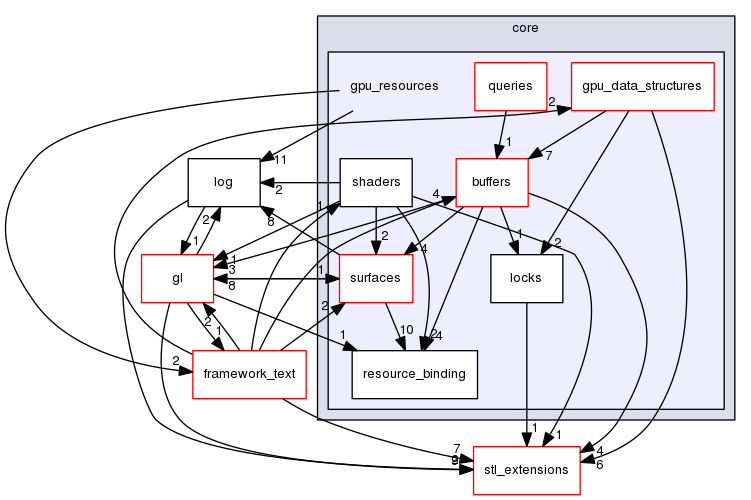 core
gpu_resources
queries
gpu_data_structures
2
11
1
7
log
shaders
buffers
2
4
1
2
8
2
1
4
1
2
1
3
gl
1
surfaces
locks
8
2
1
2
1
10
2
4
2
framework_text
resource_binding
1
1
7
4
6
stl_extensions